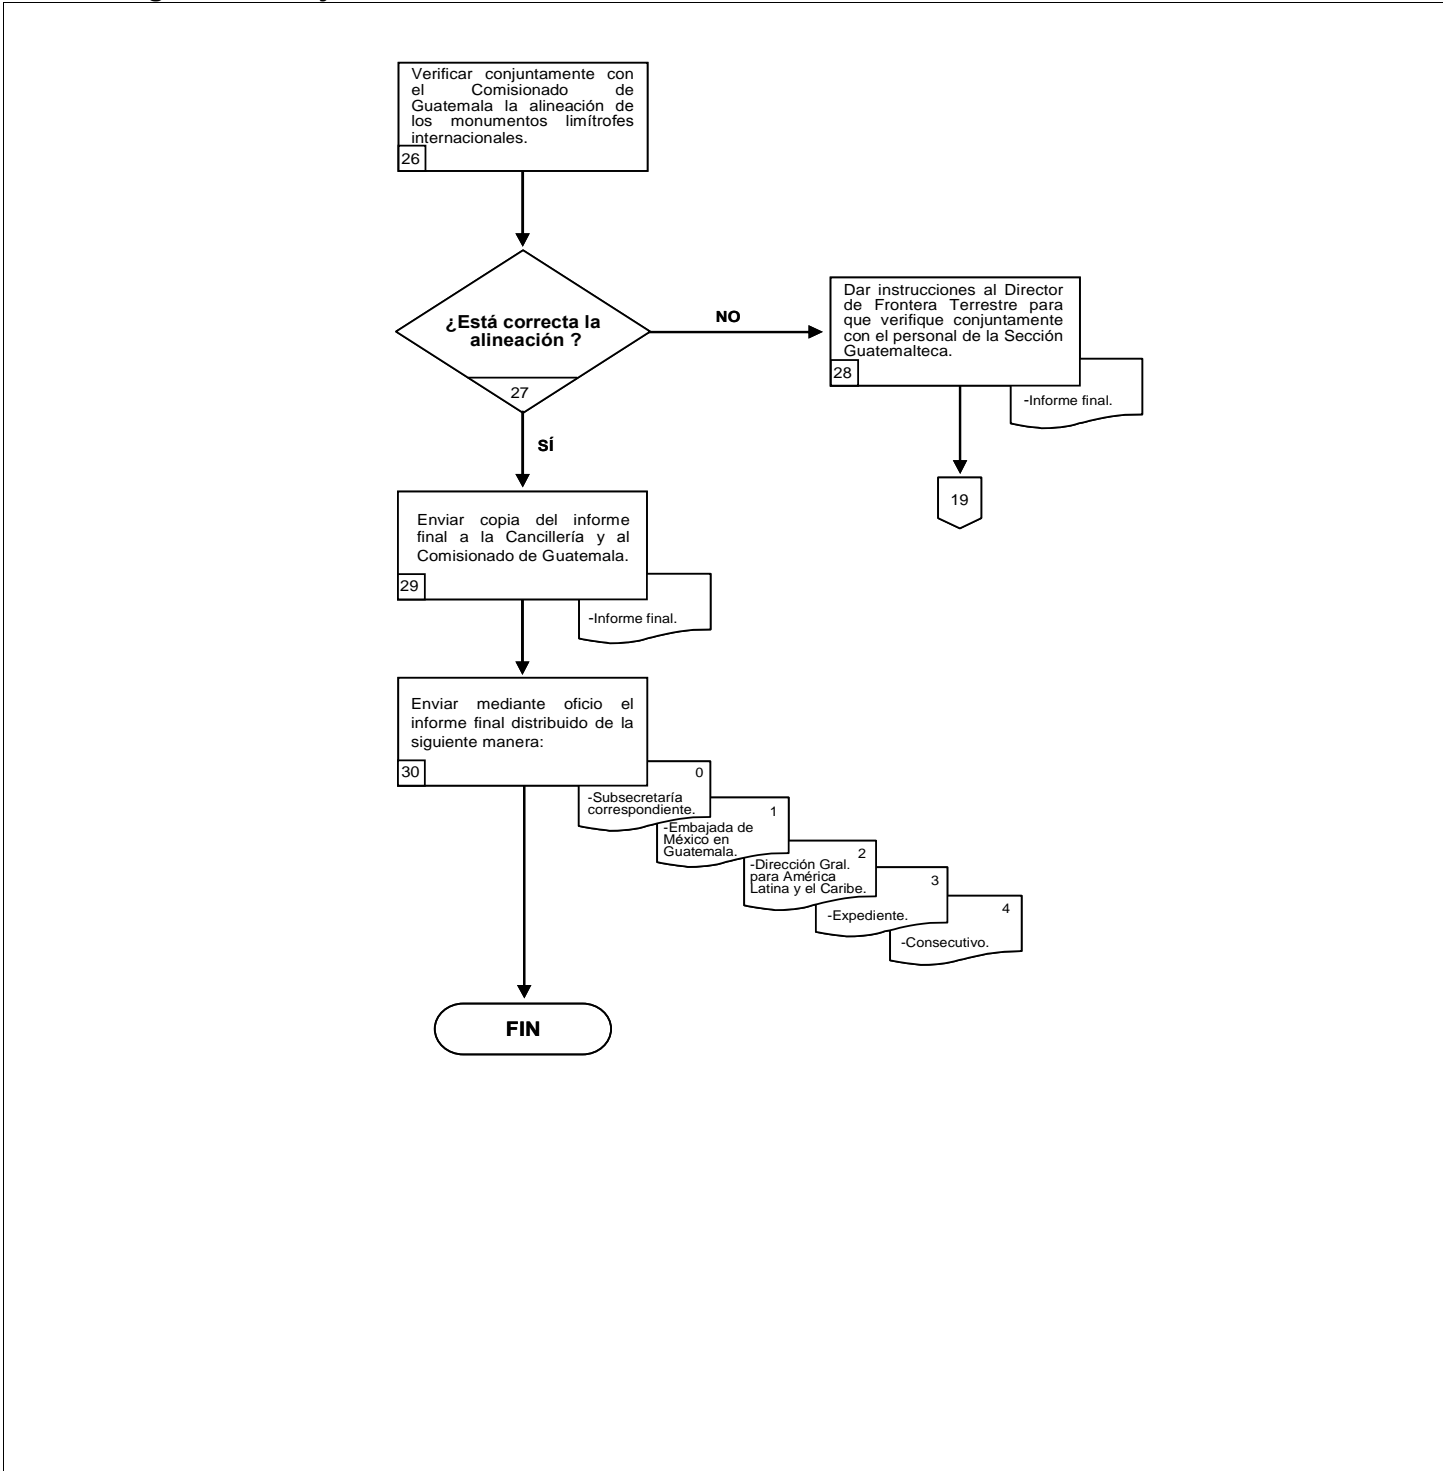 Verificar conjuntamente con
el Comisionado de
Guatemala la alineación de
los monumentos limítrofes
internacionales.
26
¿Está correcta la
alineación ?
27
NO
Dar instrucciones al Director
de Frontera Terrestre para
que verifique conjuntamente
con el personal de la Sección
Guatemalteca.
28
-Informe final.
19
SÍ
Enviar copia del informe
final a la Cancillería y al
Comisionado de Guatemala.
29
-Informe final.
Enviar mediante oficio el
informe final distribuido de la
siguiente manera:
30
0
-Subsecretaría
correspondiente.
1
-Embajada de
México en
Guatemala.
2
-Dirección Gral.
para América
Latina y el Caribe.
3
-Expediente.
4
-Consecutivo.
FIN